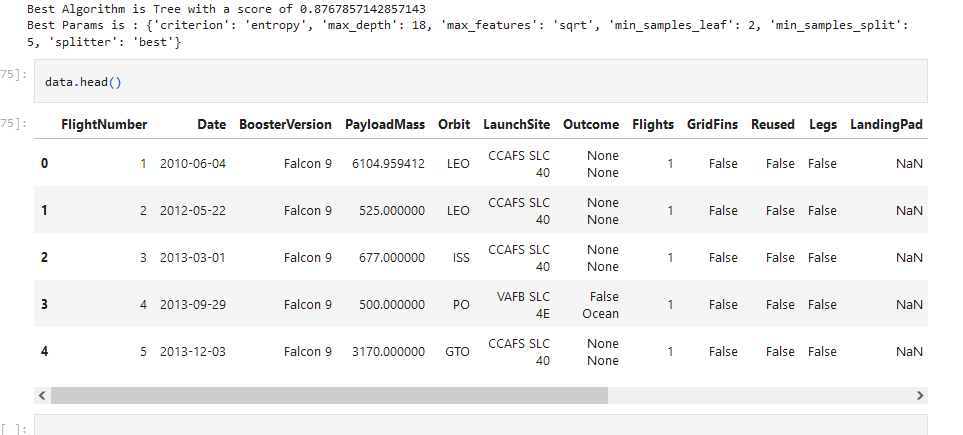 Best Algorithm is Tree with a score of 0.8767857142857143
Best Params is : {'criterion': 'entropy', 'max_depth': 18, 'max_features': 'sqrt', 'min_samples_leaf': 2, 'min_samples_split':
5, 'splitter': 'best'}
75]:
data.head()
75]:
FlightNumber Date BoosterVersion PayloadMass Orbit LaunchSite Outcome Flights GridFins Reused Legs LandingPad
0 1 2010-06-04 Falcon 9 6104.959412 LEO CCAFS SLC 40 None None 1 False False False NaN
1 2 2012-05-22 Falcon 9 525.000000 LEO CCAFS SLC 40 None None 1 False False False NaN
2 3 2013-03-01 Falcon 9 677.000000 ISS CCAFS SLC 40 None None 1 False False False NaN
3 4 2013-09-29 Falcon 9 500.000000 PO VAFB SLC 4E False Ocean 1 False False False NaN
4 5 2013-12-03 Falcon 9 3170.000000 GTO CCAFS SLC 40 None None 1 False False False NaN
[ ]: